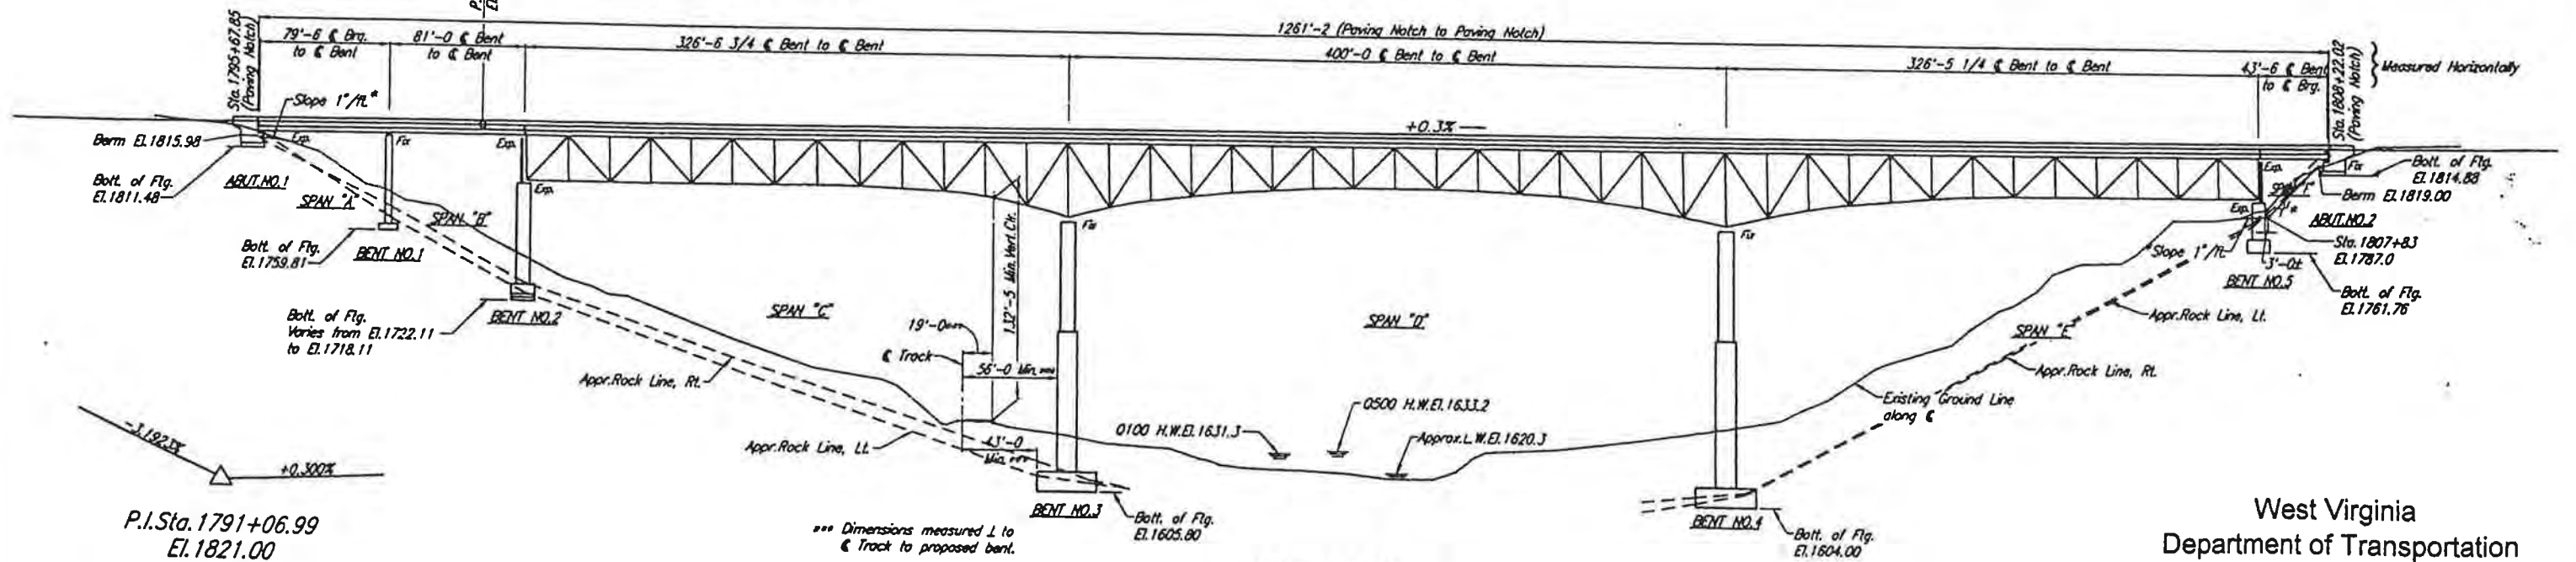 1261'-2 (Paving Notch to Paving Notch)
Sta. 1795+67.85
(Paving Notch)
79'-6 ℄ Brg.
to ℄ Bent
81'-0 ℄ Bent
to ℄ Bent
326'-6 3/4 ℄ Bent to ℄ Bent
400'-0 ℄ Bent to ℄ Bent
326'-5 1/4 ℄ Bent to ℄ Bent
43'-6 ℄ Bent
to ℄ Brg.
Sta. 1808+22.02
(Paving Notch)
Measured Horizontally
Slope 1"/ft.*
+0.3%
Berm El.1815.98
Exp.
Fix
Exp.
Exp.
Fix
Fix
Exp.
Exp.
Fix
Bott. of Ftg.
El.1811.48
ABUT.NO.1
SPAN "A"
SPAN "B"
Bott. of Ftg.
El.1814.88
Berm El.1819.00
SPAN "F"
ABUT.NO.2
Bott. of Ftg.
El.1759.81
BENT NO.1
Sta. 1807+83
El.1787.0
Slope 1"/ft.
3'-0±
BENT NO.5
Bott. of Ftg.
El.1761.76
Bott. of Ftg.
Varies from El.1722.11
to El.1718.11
BENT NO.2
SPAN "C"
19'-0***
℄ Track
56'-0 Min.***
132'-5 Min. Vert. Clr.
SPAN "D"
SPAN "E"
Appr.Rock Line, Lt.
Appr.Rock Line, Rt.
Appr.Rock Line, Rt.
Existing Ground Line
along ℄
Appr.Rock Line, Lt.
43'-0
Min.***
Q100 H.W.El.1631.3
Q500 H.W.El.1633.2
Approx.L.W.El.1620.3
-3.1923%
+0.300%
P.I.Sta.1791+06.99
El.1821.00
*** Dimensions measured ⊥ to
℄ Track to proposed bent.
BENT NO.3
Bott. of Ftg.
El.1605.80
BENT NO.4
Bott. of Ftg.
El.1604.00
West Virginia
Department of Transportation